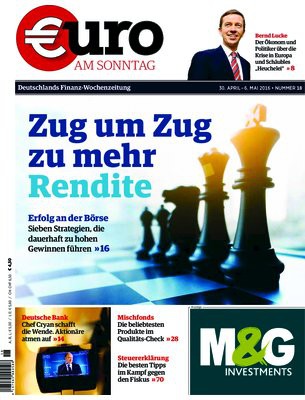 €uro
AM SONNTAG
Bernd Lucke
Der Ökonom und
Politiker über die
Krise in Europa
und Schäubles
„Heuchelei“ »8
Deutschlands Finanz-Wochenzeitung
30. APRIL – 6. MAI 2016 • NUMMER 18
Zug um Zug
zu mehr
Rendite
Erfolg an der Börse
Sieben Strategien, die
dauerhaft zu hohen
Gewinnen führen »16
Deutsche Bank
Chef Cryan schafft
die Wende. Aktionäre
atmen auf »14
Mischfonds
Die beliebtesten
Produkte im
Qualitäts-Check »28
Steuererklärung
Die besten Tipps
im Kampf gegen
den Fiskus »70
Anzeige
M&G
INVESTMENTS
€ 4,50